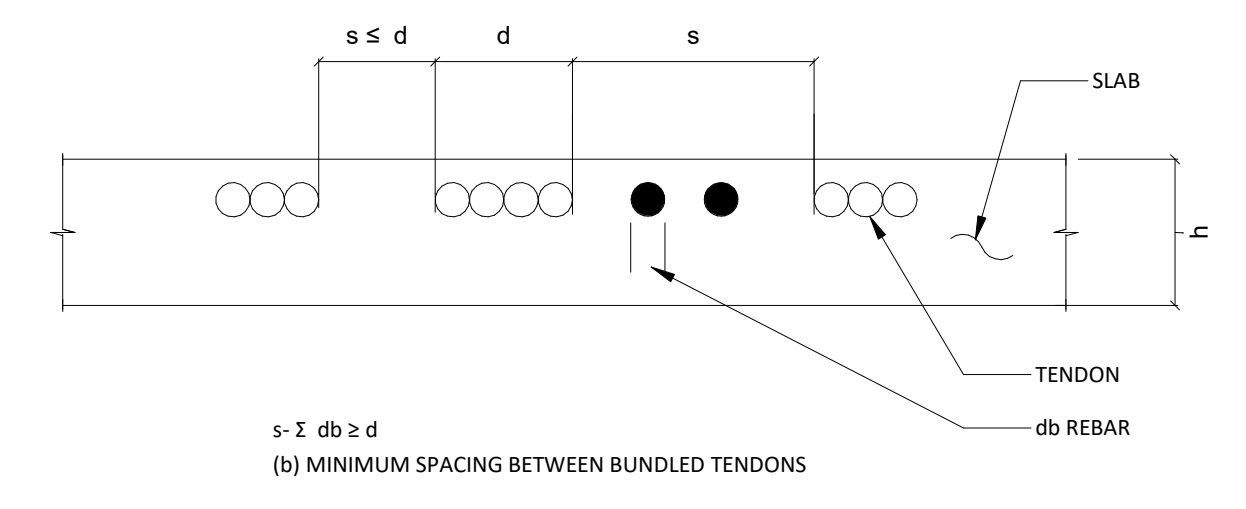 s ≤ d
d
s
SLAB
h
TENDON
db REBAR
s- Σ db ≥ d
(b) MINIMUM SPACING BETWEEN BUNDLED TENDONS